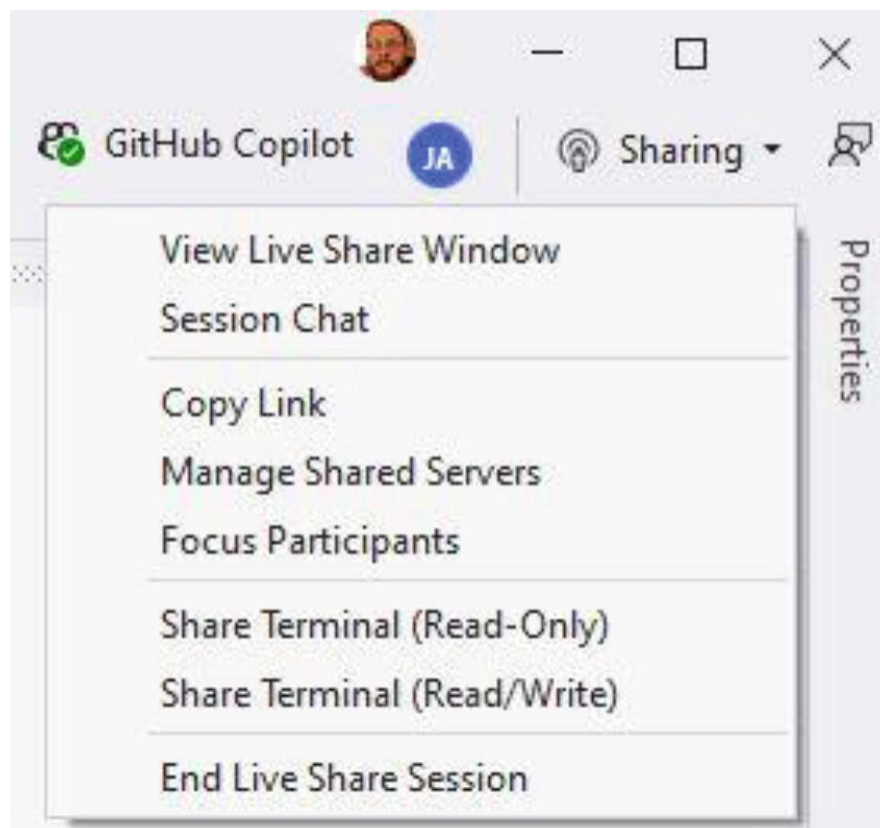 GitHub Copilot
JA
Sharing
View Live Share Window
Session Chat
Copy Link
Manage Shared Servers
Focus Participants
Share Terminal (Read-Only)
Share Terminal (Read/Write)
End Live Share Session
Properties